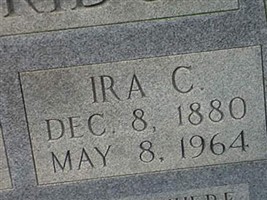 IRA C.
DEC. 8, 1880
MAY 8, 1964